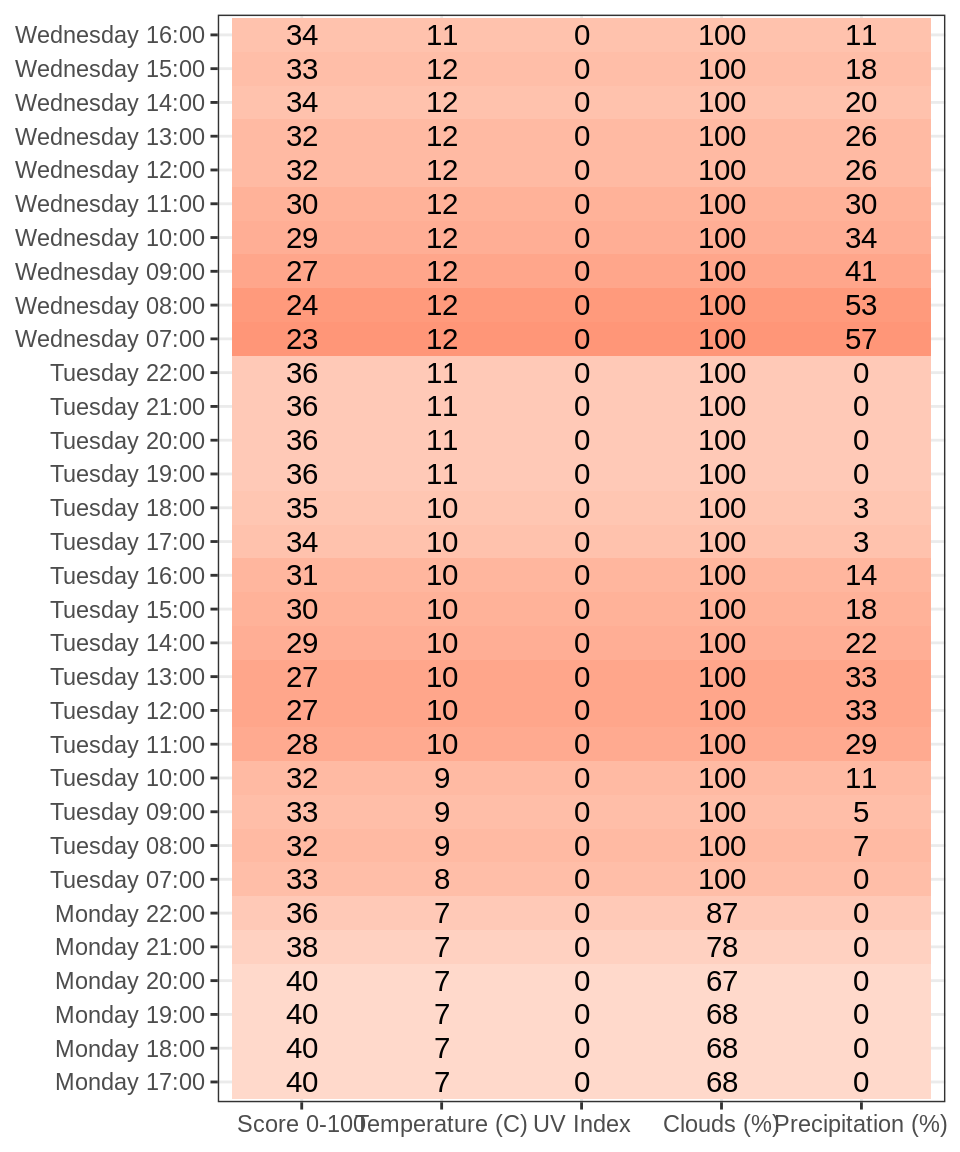 Wednesday 16:00 34 11 0 100 11
Wednesday 15:00 33 12 0 100 18
Wednesday 14:00 34 12 0 100 20
Wednesday 13:00 32 12 0 100 26
Wednesday 12:00 32 12 0 100 26
Wednesday 11:00 30 12 0 100 30
Wednesday 10:00 29 12 0 100 34
Wednesday 09:00 27 12 0 100 41
Wednesday 08:00 24 12 0 100 53
Wednesday 07:00 23 12 0 100 57
Tuesday 22:00 36 11 0 100 0
Tuesday 21:00 36 11 0 100 0
Tuesday 20:00 36 11 0 100 0
Tuesday 19:00 36 11 0 100 0
Tuesday 18:00 35 10 0 100 3
Tuesday 17:00 34 10 0 100 3
Tuesday 16:00 31 10 0 100 14
Tuesday 15:00 30 10 0 100 18
Tuesday 14:00 29 10 0 100 22
Tuesday 13:00 27 10 0 100 33
Tuesday 12:00 27 10 0 100 33
Tuesday 11:00 28 10 0 100 29
Tuesday 10:00 32 9 0 100 11
Tuesday 09:00 33 9 0 100 5
Tuesday 08:00 32 9 0 100 7
Tuesday 07:00 33 8 0 100 0
Monday 22:00 36 7 0 87 0
Monday 21:00 38 7 0 78 0
Monday 20:00 40 7 0 67 0
Monday 19:00 40 7 0 68 0
Monday 18:00 40 7 0 68 0
Monday 17:00 40 7 0 68 0
Score 0-100 Temperature (C) UV Index Clouds (%) Precipitation (%)